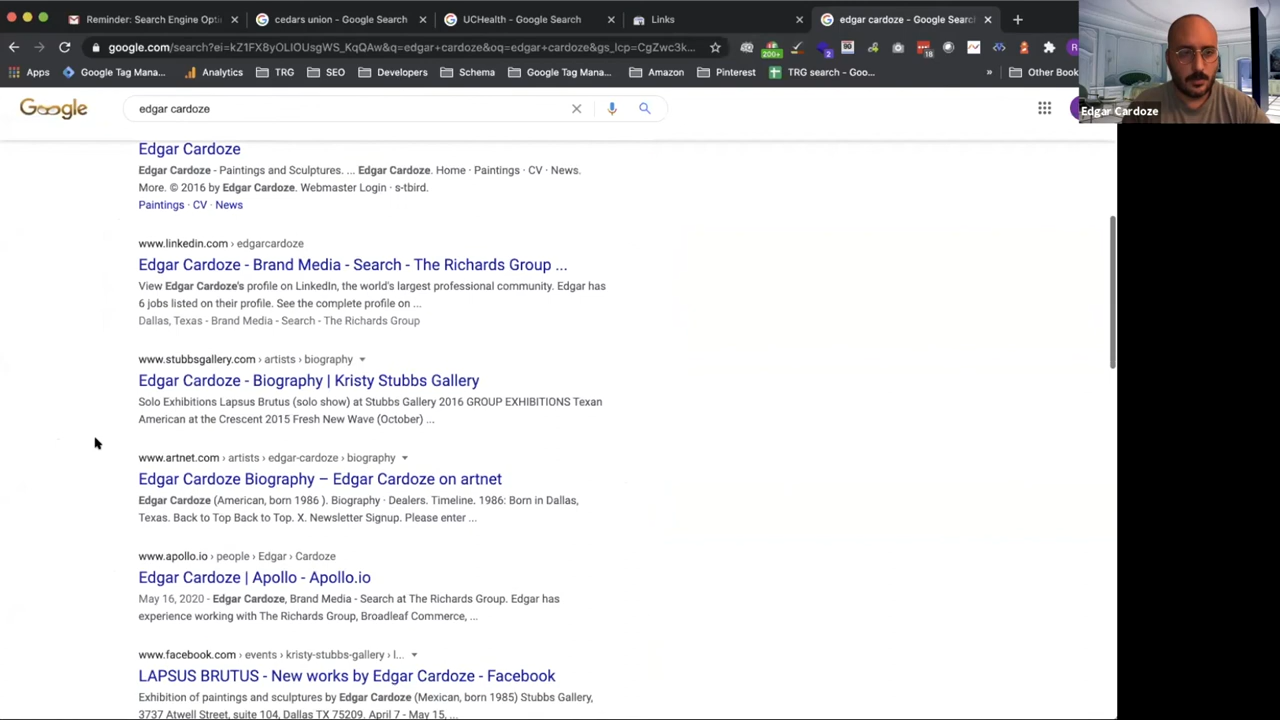 Reminder: Search Engine Opti
cedars union - Google Search
UCHealth - Google Search
Links
edgar cardoze - Google Searc
google.com/search?ei=kZ1FX8yOLIOUsgWS_KqQAw&q=edgar+cardoze&oq=edgar+cardoze&gs_lcp=CgZwc3k...
200+
2
90
18
R
Apps
Google Tag Mana...
Analytics
TRG
SEO
Developers
Schema
Google Tag Mana...
Amazon
Pinterest
TRG search - Goo...
»
Other Book
Google
edgar cardoze
Edgar Cardoze
Edgar Cardoze
Edgar Cardoze - Paintings and Sculptures. ... Edgar Cardoze. Home · Paintings · CV · News.
More. © 2016 by Edgar Cardoze. Webmaster Login · s-tbird.
Paintings · CV · News
www.linkedin.com › edgarcardoze
Edgar Cardoze - Brand Media - Search - The Richards Group ...
View Edgar Cardoze's profile on LinkedIn, the world's largest professional community. Edgar has
6 jobs listed on their profile. See the complete profile on ...
Dallas, Texas - Brand Media - Search - The Richards Group
www.stubbsgallery.com › artists › biography
Edgar Cardoze - Biography | Kristy Stubbs Gallery
Solo Exhibitions Lapsus Brutus (solo show) at Stubbs Gallery 2016 GROUP EXHIBITIONS Texan
American at the Crescent 2015 Fresh New Wave (October) ...
www.artnet.com › artists › edgar-cardoze › biography
Edgar Cardoze Biography – Edgar Cardoze on artnet
Edgar Cardoze (American, born 1986 ). Biography · Dealers. Timeline. 1986: Born in Dallas,
Texas. Back to Top Back to Top. X. Newsletter Signup. Please enter ...
www.apollo.io › people › Edgar › Cardoze
Edgar Cardoze | Apollo - Apollo.io
May 16, 2020 - Edgar Cardoze, Brand Media - Search at The Richards Group. Edgar has
experience working with The Richards Group, Broadleaf Commerce, ...
www.facebook.com › events › kristy-stubbs-gallery › l...
LAPSUS BRUTUS - New works by Edgar Cardoze - Facebook
Exhibition of paintings and sculptures by Edgar Cardoze (Mexican, born 1985) Stubbs Gallery,
3737 Atwell Street, suite 104, Dallas TX 75209. April 7 - May 15, ...